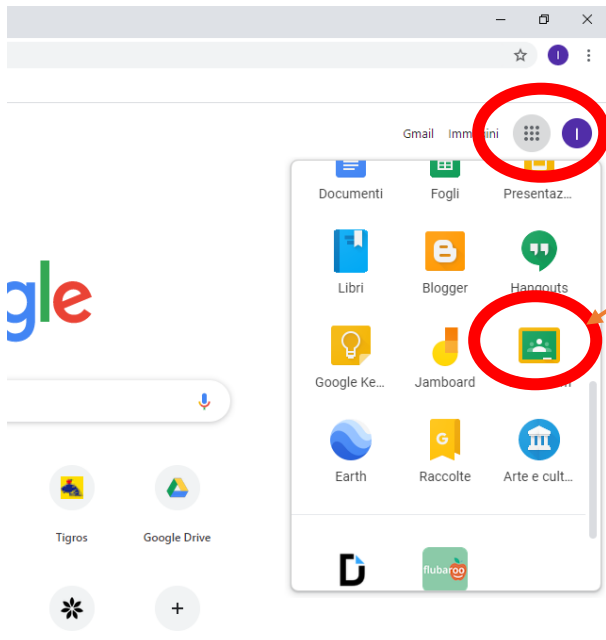 I
Gmail Immagini I
Documenti Fogli Presentaz...
Libri Blogger Hangouts
gle
Google Ke... Jamboard
G
Earth Raccolte Arte e cult...
Tigros Google Drive
flubaroo